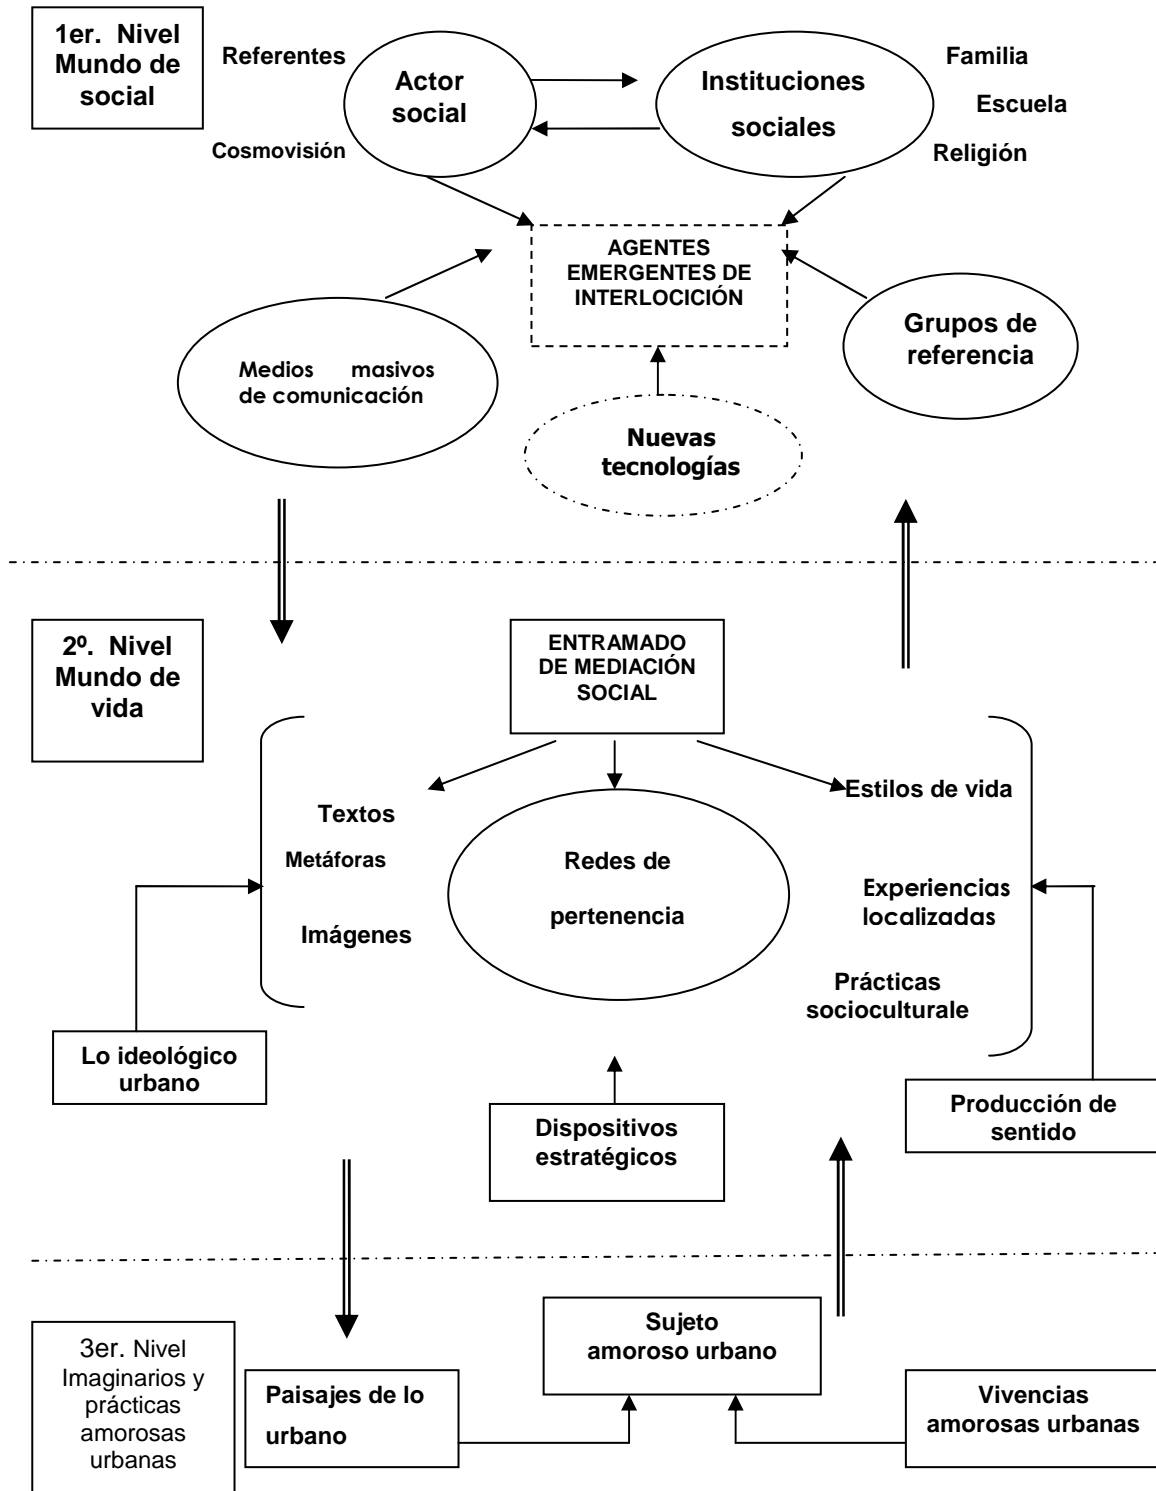 1er. Nivel
Mundo de
social
Referentes
Cosmovisión
Actor
social
Instituciones
sociales
Familia
Escuela
Religión
AGENTES
EMERGENTES DE
INTERLOCICIÓN
Medios masivos
de comunicación
Grupos de
referencia
Nuevas
tecnologías
2º. Nivel
Mundo de
vida
ENTRAMADO
DE MEDIACIÓN
SOCIAL
Textos
Metáforas
Imágenes
Redes de
pertenencia
Estilos de vida
Experiencias
localizadas
Prácticas
socioculturale
Lo ideológico
urbano
Dispositivos
estratégicos
Producción de
sentido
3er. Nivel
Imaginarios y
prácticas
amorosas
urbanas
Paisajes de lo
urbano
Sujeto
amoroso urbano
Vivencias
amorosas urbanas